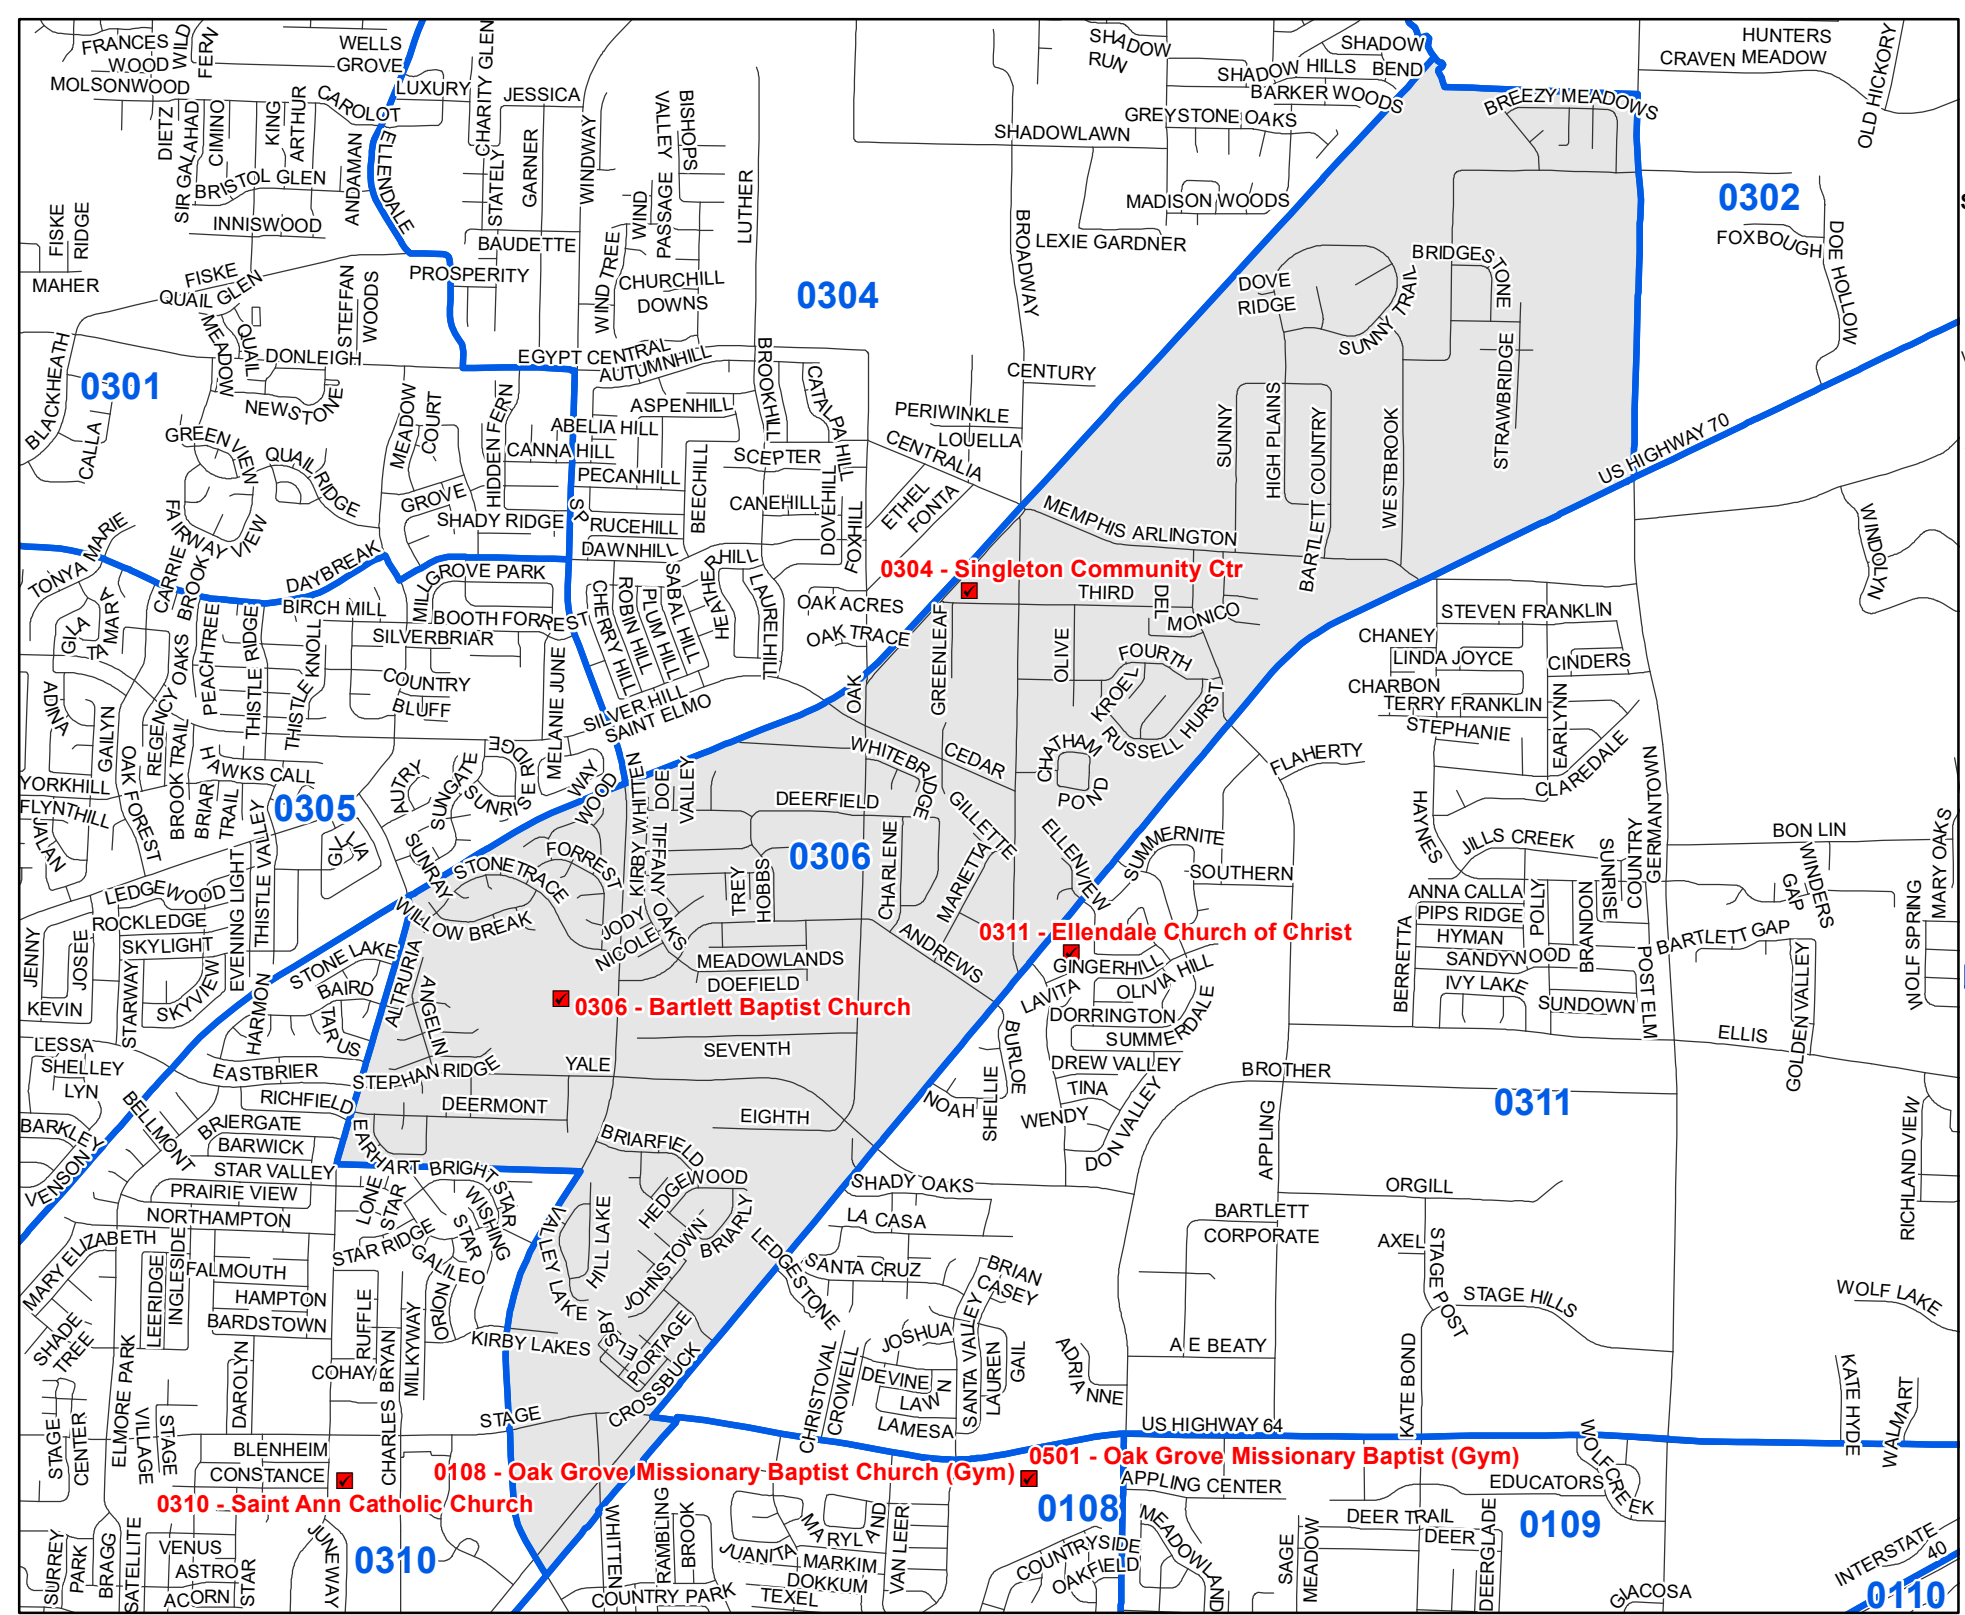 FRANCES
WOOD
WILD
FERN
WELLS
GROVE
MOLSONWOOD
LUXURY
CHARITY GLEN
JESSICA
CAROLOT
DIETZ
SIR GALAHAD
CIMINO
KING
ARTHUR
ANDAMAN
ELLENDALE
STATELY
GARNER
WINDWAY
VALLEY
BISHOPS
WIND
PASSAGE
LUTHER
BRISTOL GLEN
INNISWOOD
FISKE
RIDGE
MAHER
FISKE
QUAIL GLEN
STEFFAN
WOODS
BAUDETTE
PROSPERITY
WIND TREE
CHURCHILL
DOWNS
SHADOW
RUN
SHADOW
BEND
SHADOW HILLS
BARKER WOODS
GREYSTONE OAKS
SHADOWLAWN
MADISON WOODS
BROADWAY
LEXIE GARDNER
BREEZY MEADOWS
HUNTERS
MEADOW
CRAVEN
OLD HICKORY
0302
FOXBOUGH
DOE HOLLOW
0304
DOVE
RIDGE
SUNNY TRAIL
BRIDGESTONE
STRAWBRIDGE
0301
BLACKHEATH
CALLA
MEADOW
QUAIL
DONLEIGH
NEWSTONE
GREEN VIEW
QUAIL RIDGE
MEADOW
COURT
HIDDEN FERN
EGYPT CENTRAL
AUTUMNHILL
ASPENHILL
ABELIA HILL
CANNA HILL
PECANHILL
BEECHILL
BROOKHILL
CATALPA HILL
SCEPTER
CANEHILL
DOVEHILL
FOXHILL
CENTURY
PERIWINKLE
LOUELLA
CENTRALIA
ETHEL
FONTA
SUNNY
HIGH PLAINS
BARTLETT COUNTRY
WESTBROOK
US HIGHWAY 70
WINDOLYN
MEMPHIS ARLINGTON
FAIRWAY
VIEW
GROVE
SHADY RIDGE
SPRUCEHILL
DAWNHILL
TONYA MARIE
CARRIE
BROOK
DAYBREAK
MILLGROVE PARK
BIRCH MILL
BOOTH FORREST
SILVERBRIAR
CHERRY HILL
ROBIN HILL
PLUM HILL
SABAL HILL
HEATHER HILL
LAURELHILL
OAK ACRES
OAK TRACE
0304 - Singleton Community Ctr
THIRD
DEL
MONICO
GREENLEAF
OLIVE
FOURTH
KROEL
RUSSELL HURST
CHATHAM
POND
STEVEN FRANKLIN
CHANEY
LINDA JOYCE
CINDERS
CHARBON
TERRY FRANKLIN
STEPHANIE
EARLYNN
CLAREDALE
FLAHERTY
GERMANTOWN
GILA
TAMARA
ADINA
GAILYN
REGENCY OAKS
PEACHTREE
THISTLE RIDGE
KNOLL
THISTLE
COUNTRY
BLUFF
MELANIE JUNE
SILVER HILL
SAINT ELMO
OAK
OAK FOREST
BROOK TRAIL
HAWKS CALL
BRIAR
TRAIL
YORKHILL
FLYNTHILL
JALAN
0305
AUTRY
SUNGATE
SUNRISE RIDGE
WAY
WOOD
GILLIA
SUNRAY
KIRBY WHITTEN
DOE
VALLEY
WHITEBRIDGE
CEDAR
DEERFIELD
0306
GILLETTE
CHARLENE
MARIETTA
ELLENVIEW
SUMMERNITE
SOUTHERN
HAYNES
JILLS CREEK
BON LIN
SUNRISE
COUNTRY
GAP
WINDERS
WOLF SPRING
MARY OAKS
LEDGEWOOD
ROCKLEDGE
SKYLIGHT
EVENING LIGHT
THISTLE VALLEY
JENNY
JOSEE
KEVIN
STARWAY
SKYVIEW
HARMON
STONE LAKE
BAIRD
TARUS
ALTRURIA
ANGELIN
STONETRACE
WILLOW BREAK
FORREST
TIFFANY OAKS
JODY
NICOLE
TREY
HOBBS
MEADOWLANDS
DOEFIELD
ANDREWS
0306 - Bartlett Baptist Church
0311 - Ellendale Church of Christ
GINGERHILL
LAVITA
OLIVIA HILL
DORRINGTON
SUMMERDALE
DREW VALLEY
TINA
WENDY
DON VALLEY
BURLOE
SHELLIE
NOAH
ANNA CALLA
PIPS RIDGE
HYMAN
SANDYWOOD
IVY LAKE
BERRETTA
POLLY
BRANDON
SUNDOWN
POST ELM
BARTLETT GAP
GOLDEN VALLEY
ELLIS
LESSA
SHELLEY
LYN
BARKLEY
VENSON
BELLMONT
EASTBRIER
RICHFIELD
BRIERGATE
BARWICK
STAR VALLEY
PRAIRIE VIEW
NORTHAMPTON
STEPHAN RIDGE
YALE
SEVENTH
DEERMONT
EIGHTH
BROTHER
0311
APPLING
RICHLAND VIEW
EARHART
BRIGHT STAR
LONE
STAR
WISHING
STAR
STAR RIDGE
GALILEO
BRIARFIELD
HEDGEWOOD
JOHNSTOWN
BRIARLY
HILL LAKE
VALLEY LAKE
SHADY OAKS
LA CASA
LEDGESTONE
SANTA CRUZ
BRIAN
CASEY
ORGILL
BARTLETT
CORPORATE
AXEL
STAGE POST
STAGE HILLS
WOLF LAKE
MARY ELIZABETH
LEERIDGE
INGLESIDE
FALMOUTH
HAMPTON
BARDSTOWN
SHADE
TREE
ELMORE PARK
DAROLYN
COHAY
RUFFLE
CHARLES BRYAN
MILKYWAY
ORION
KIRBY LAKES
ELSBY
PORTAGE
CROSSBUCK
JOSHUA
DEVINE
LAWN
LAMESA
CHRISTOVAL
CROWELL
SANTA VALLEY
LAUREN
GAIL
ADRIANNE
A E BEATY
KATE BOND
KATE HYDE
WALMART
STAGE
CENTER
VILLAGE
STAGE
STAGE
BLENHEIM
CONSTANCE
US HIGHWAY 64
0310 - Saint Ann Catholic Church
0108 - Oak Grove Missionary Baptist Church (Gym)
0501 - Oak Grove Missionary Baptist (Gym)
APPLING CENTER
EDUCATORS
WOLFCREEK
0108
0109
0310
0110
SURREY
PARK
BRAGG
SATELLITE
VENUS
ASTRO
ACORN
STAR
JUNEWAY
WHITTEN
RAMBLING
BROOK
COUNTRY PARK
JUANITA
MARYLAND
MARKIM
DOKKUM
TEXEL
VAN LEER
COUNTRYSIDE
OAKFIELD
MEADOWLAND
SAGE
MEADOW
DEER TRAIL
DEER
DEERGLADE
GIACOSA
INTERSTATE
40